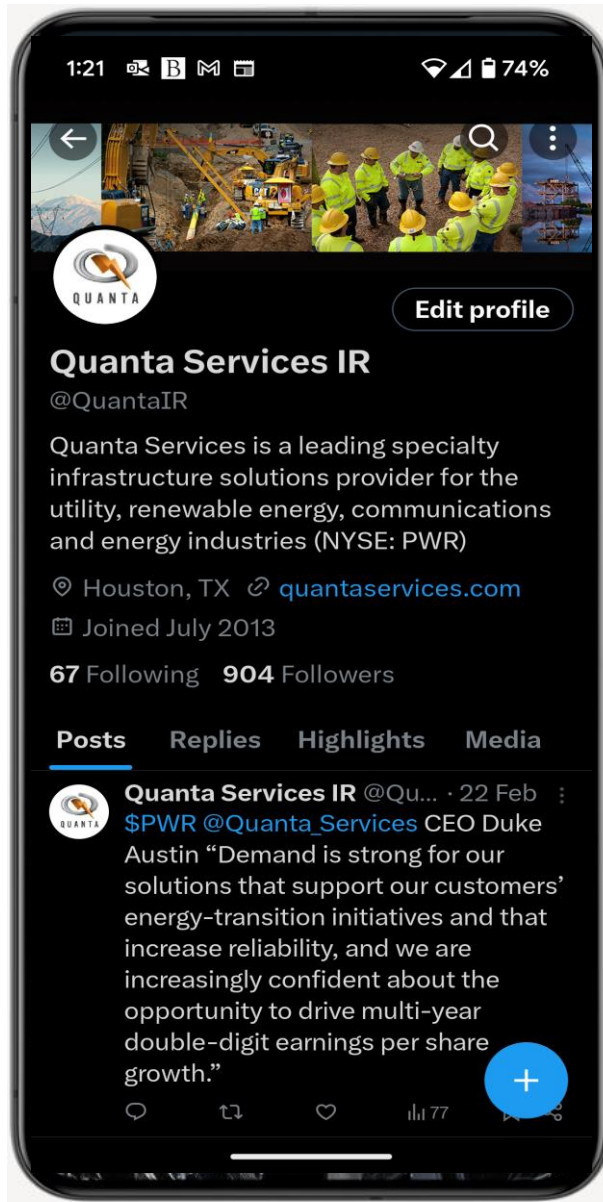 1:21 B M 74%
QUANTA
Edit profile
Quanta Services IR
@QuantaIR
Quanta Services is a leading specialty
infrastructure solutions provider for the
utility, renewable energy, communications
and energy industries (NYSE: PWR)
Houston, TX quantaservices.com
Joined July 2013
67 Following 904 Followers
Posts Replies Highlights Media
QUANTA
Quanta Services IR @Qu... · 22 Feb
$PWR @Quanta_Services CEO Duke
Austin “Demand is strong for our
solutions that support our customers’
energy-transition initiatives and that
increase reliability, and we are
increasingly confident about the
opportunity to drive multi-year
double-digit earnings per share
growth.”
77